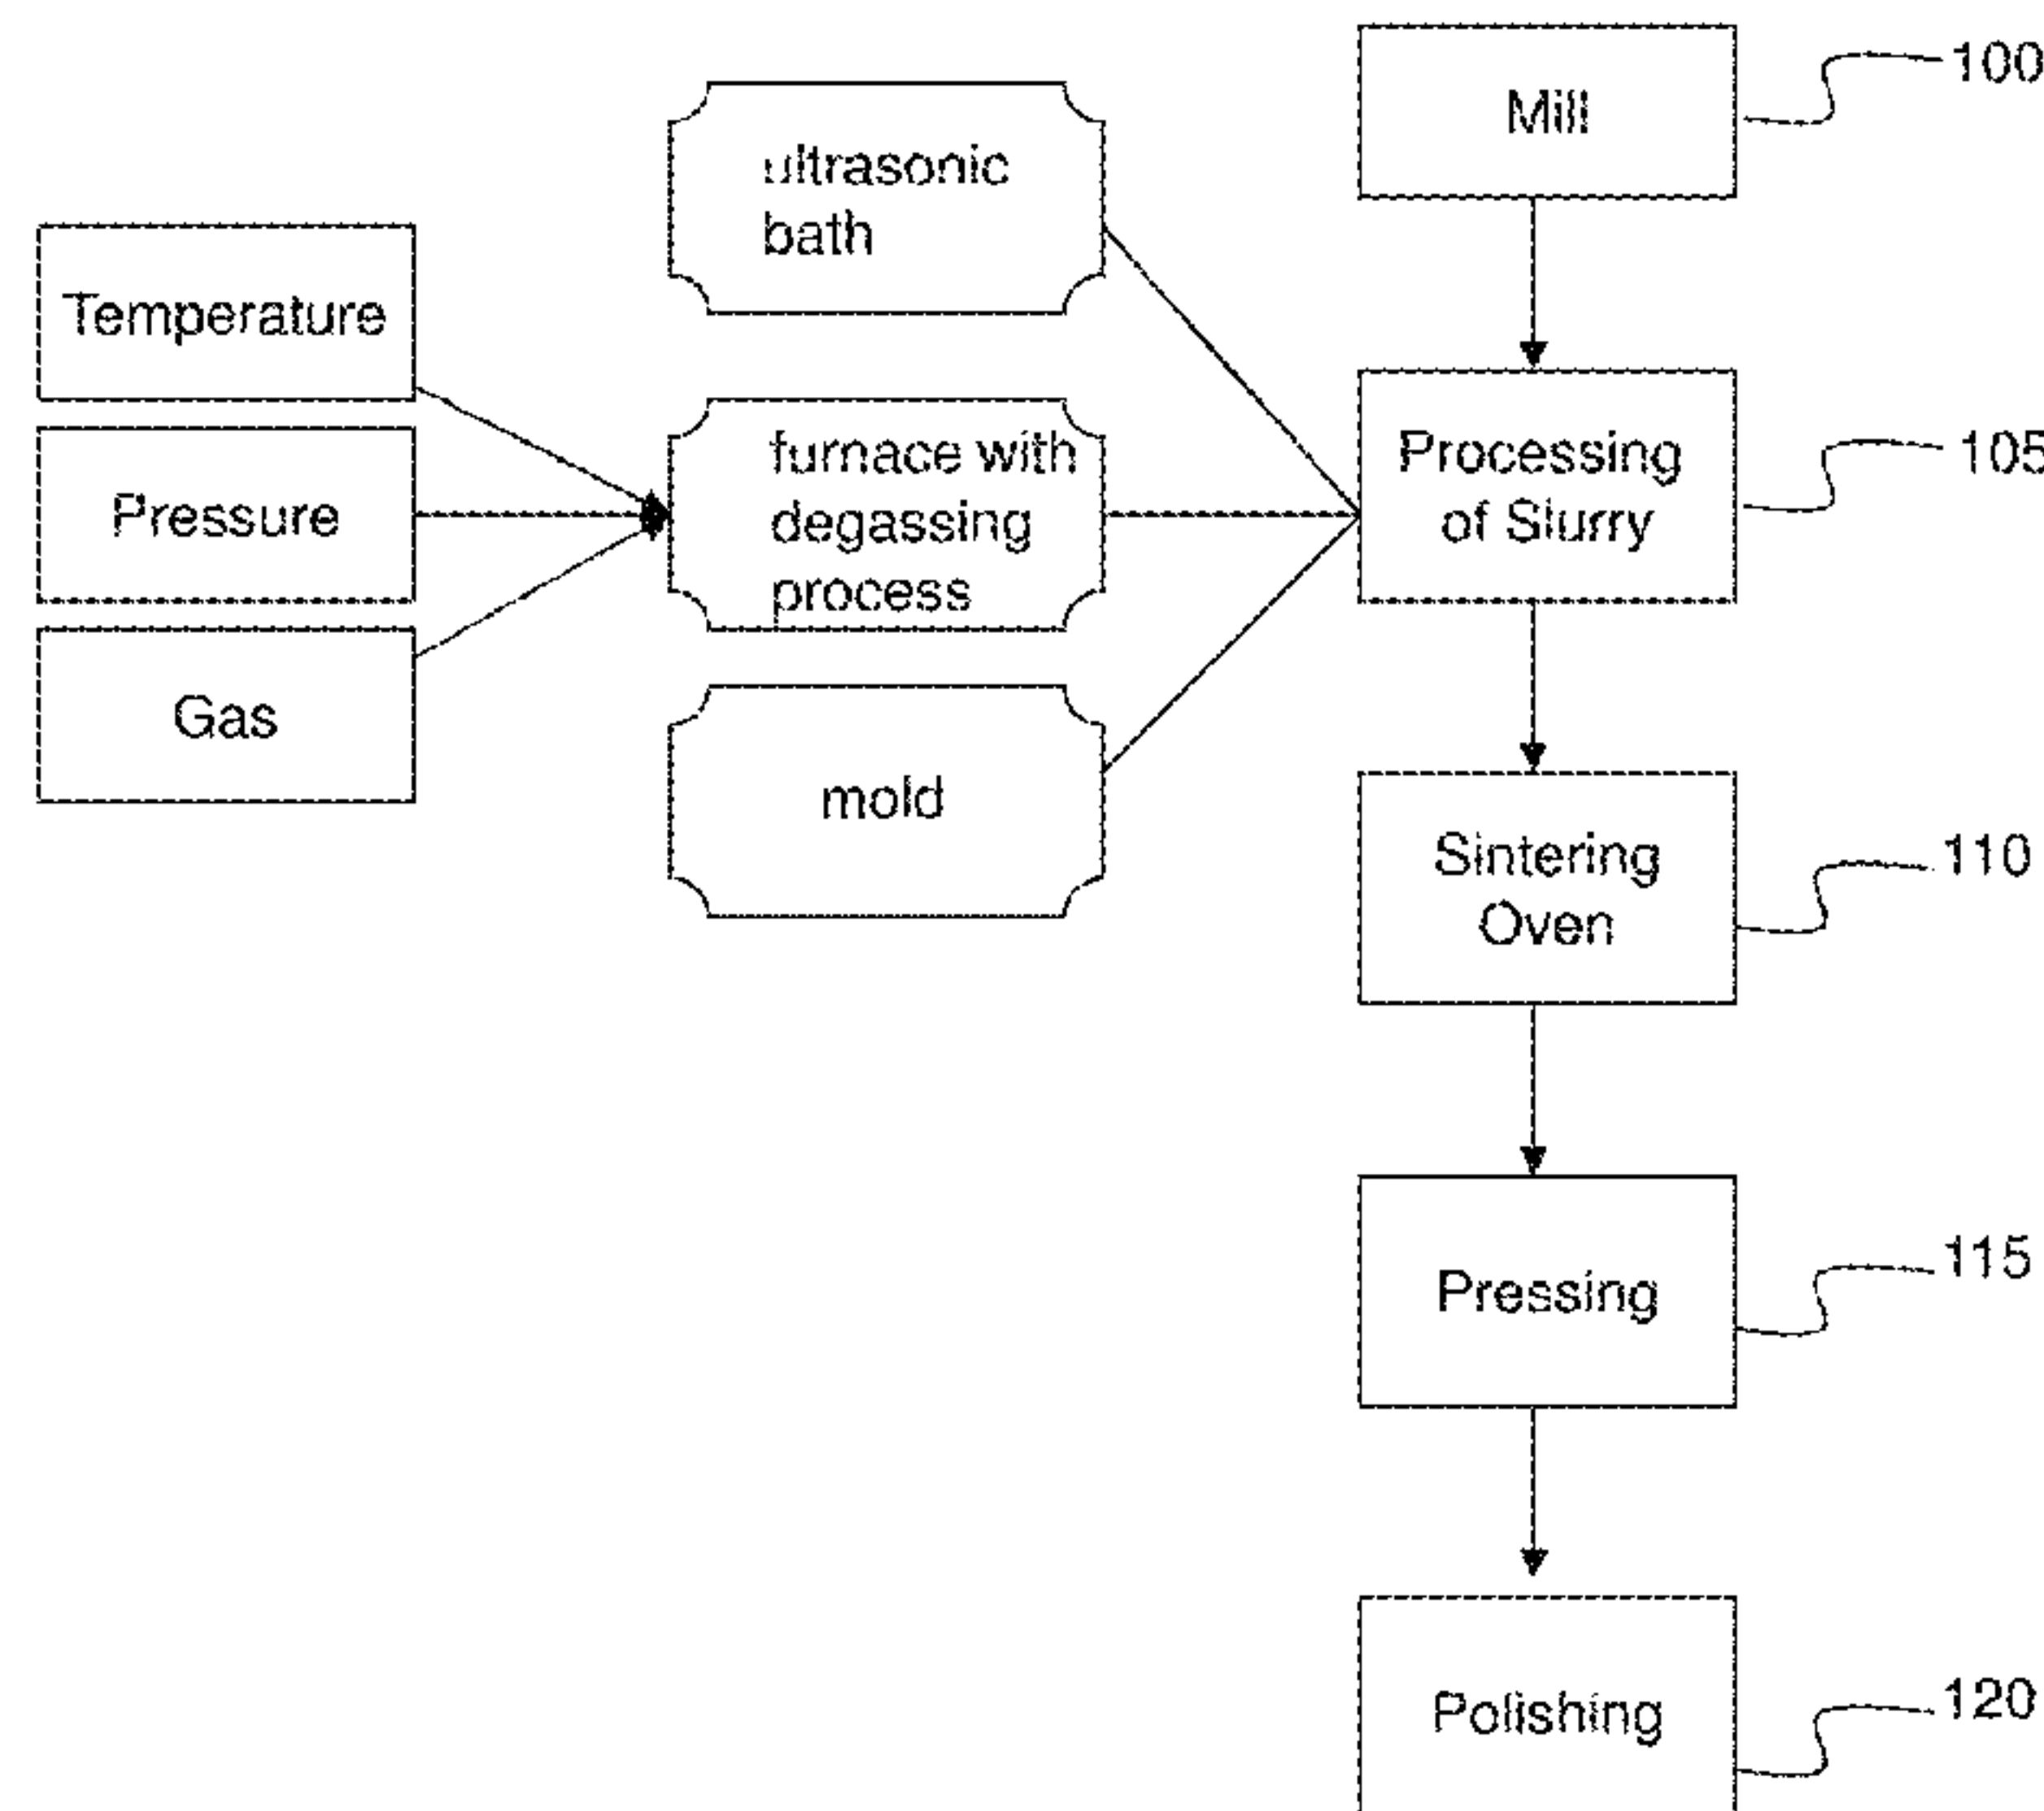 Mill
100
ultrasonic
bath
Temperature
Pressure
Gas
furnace with
degassing
process
mold
Processing
of Slurry
105
Sintering
Oven
110
Pressing
115
Polishing
120